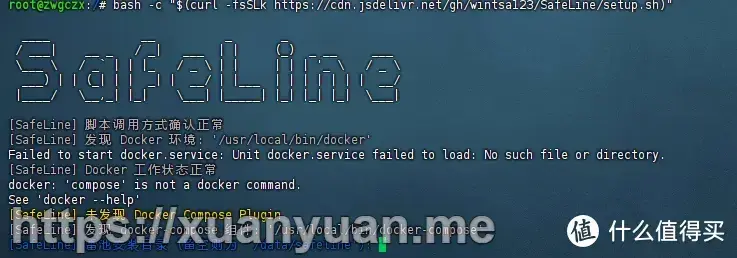 root@zwgczx:/# bash -c "$(curl -fsSLk https://cdn.jsdelivr.net/gh/wintsa123/SafeLine/setup.sh)"
SafeLine
[SafeLine] 脚本调用方式确认正常
[SafeLine] 发现 Docker 环境: '/usr/local/bin/docker'
Failed to start docker.service: Unit docker.service failed to load: No such file or directory.
[SafeLine] Docker 工作状态正常
docker: 'compose' is not a docker command.
See 'docker --help'
[SafeLine] 未发现 Docker Compose Plugin
[SafeLine] 发现 docker-compose 组件: '/usr/local/bin/docker-compose'
[SafeLine] 雷池安装目录 (留空则为 '/data/safeline'):
https://xuanyuan.me
值 什么值得买